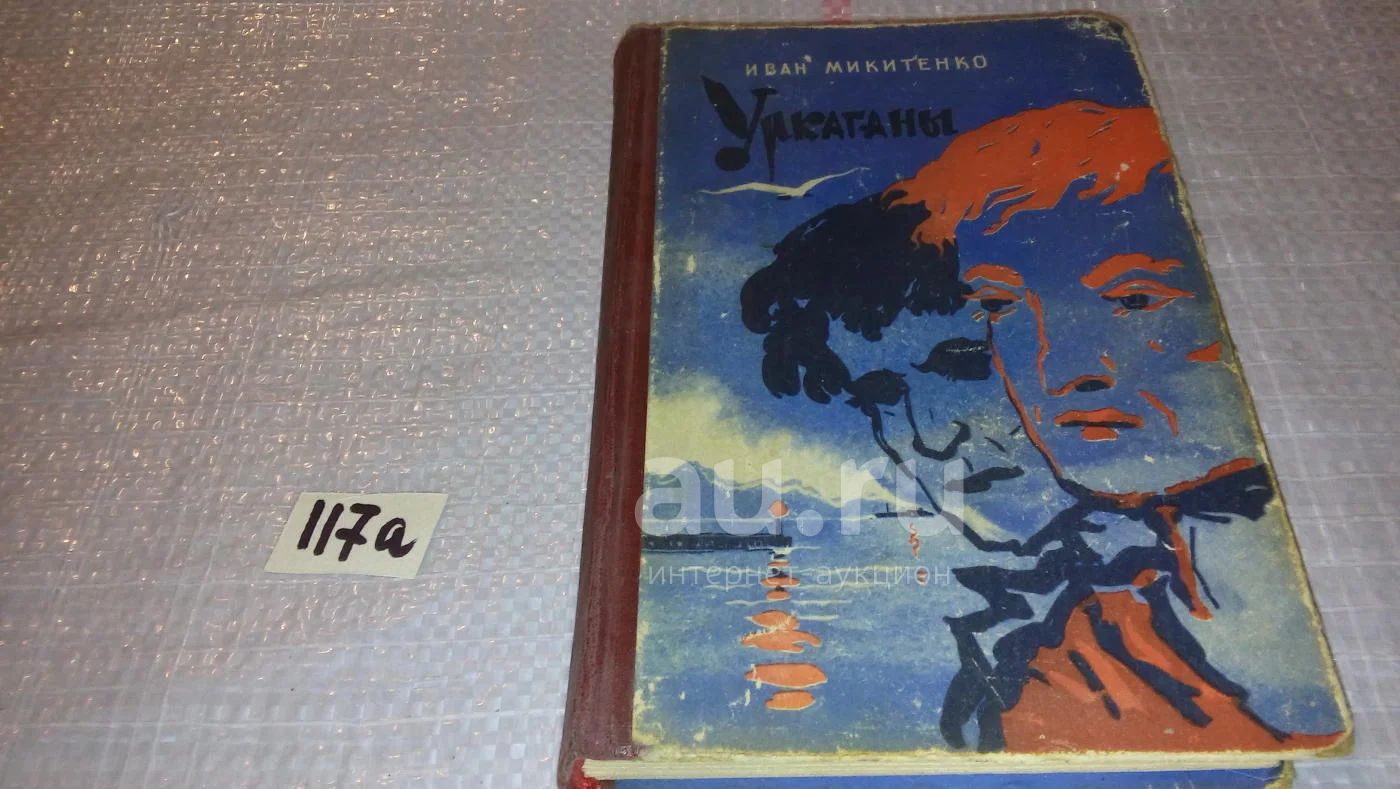 ИВАН МИКИТЕНКО
Уркаганы
117а
au.ru
интернет-аукцион